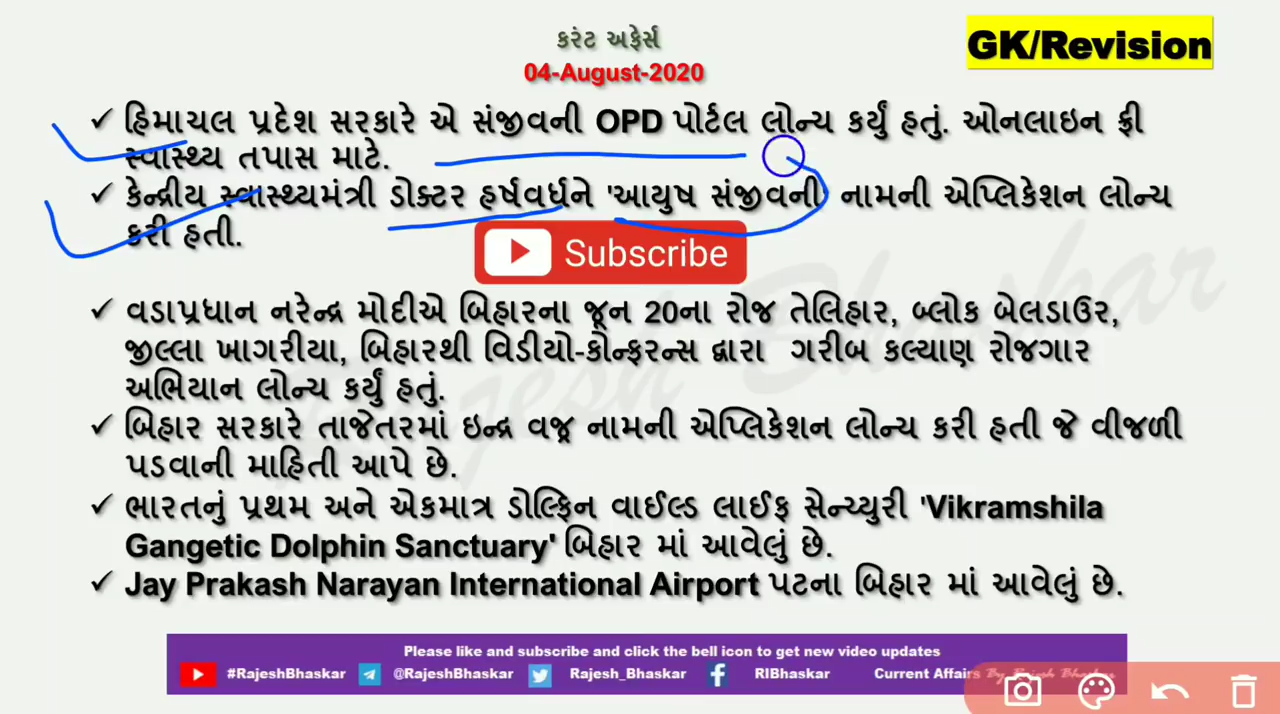 કરંટ અફેર્સ
GK/Revision
04-August-2020
✓ હિમાચલ પ્રદેશ સરકારે એ સંજીવની OPD પોર્ટલ લોન્ચ કર્યું હતું. ઓનલાઇન ફ્રી
સ્વાસ્થ્ય તપાસ માટે.
✓ કેન્દ્રીય સ્વાસ્થ્યમંત્રી ડોક્ટર હર્ષવર્ધને 'આયુષ સંજીવની' નામની એપ્લિકેશન લોન્ચ
કરી હતી.
Subscribe
✓ વડાપ્રધાન નરેન્દ્ર મોદીએ બિહારના જૂન 20ના રોજ તેલિહાર, બ્લોક બેલડાઉર,
જીલ્લા ખાગરીયા, બિહારથી વિડીયો-કોન્ફરન્સ દ્વારા ગરીબ કલ્યાણ રોજગાર
અભિયાન લોન્ચ કર્યું હતું.
✓ બિહાર સરકારે તાજેતરમાં ઇન્દ્ર વજ્ર નામની એપ્લિકેશન લોન્ચ કરી હતી જે વીજળી
પડવાની માહિતી આપે છે.
✓ ભારતનું પ્રથમ અને એકમાત્ર ડોલ્ફિન વાઈલ્ડ લાઈફ સેન્ચ્યુરી 'Vikramshila
Gangetic Dolphin Sanctuary' બિહાર માં આવેલું છે.
✓ Jay Prakash Narayan International Airport પટના બિહાર માં આવેલું છે.
Rajesh Bhaskar
Please like and subscribe and click the bell icon to get new video updates
#RajeshBhaskar @RajeshBhaskar Rajesh_Bhaskar RIBhaskar Current Affairs By Rajesh Bhaskar